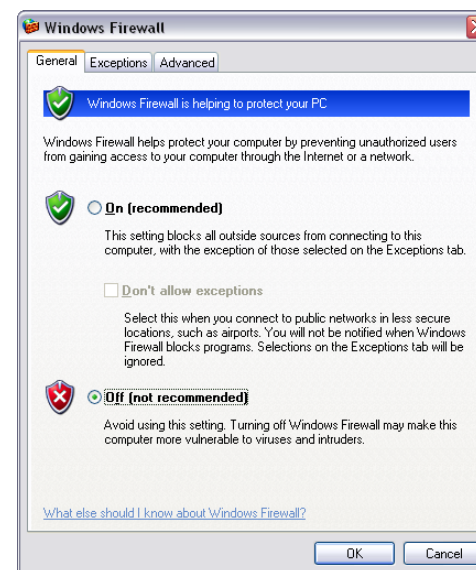 Windows Firewall
General Exceptions Advanced
Windows Firewall is helping to protect your PC
Windows Firewall helps protect your computer by preventing unauthorized users
from gaining access to your computer through the Internet or a network.
On (recommended)
This setting blocks all outside sources from connecting to this
computer, with the exception of those selected on the Exceptions tab.
Don't allow exceptions
Select this when you connect to public networks in less secure
locations, such as airports. You will not be notified when Windows
Firewall blocks programs. Selections on the Exceptions tab will be
ignored.
Off (not recommended)
Avoid using this setting. Turning off Windows Firewall may make this
computer more vulnerable to viruses and intruders.
What else should I know about Windows Firewall?
OK Cancel